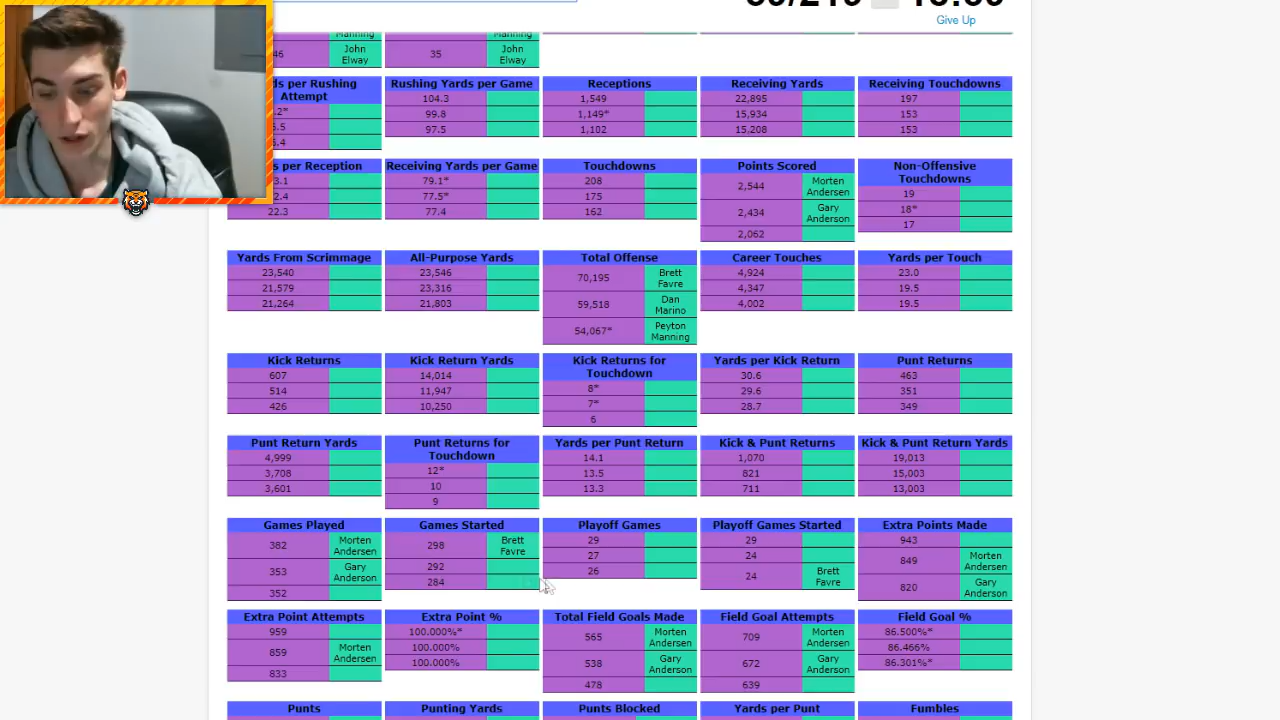 Give Up
Manning
Manning
46 John Elway
35 John Elway
per Rushing Attempt
Rushing Yards per Game
Receptions
Receiving Yards
Receiving Touchdowns
104.3 1,549 22,895 197
99.8 1,149* 15,934 153
97.5 1,102 15,208 153
per Reception
Receiving Yards per Game
Touchdowns
Points Scored
Non-Offensive Touchdowns
79.1* 208 2,544 Morten Andersen 19
77.5* 175 2,434 Gary Anderson 18*
22.3 77.4 162 2,062 17
Yards From Scrimmage
All-Purpose Yards
Total Offense
Career Touches
Yards per Touch
23,540 23,546 70,195 Brett Favre 4,924 23.0
21,579 23,316 59,518 Dan Marino 4,347 19.5
21,264 21,803 54,067* Peyton Manning 4,002 19.5
Kick Returns
Kick Return Yards
Kick Returns for Touchdown
Yards per Kick Return
Punt Returns
607 14,014 8* 30.6 463
514 11,947 7* 29.6 351
426 10,250 6 28.7 349
Punt Return Yards
Punt Returns for Touchdown
Yards per Punt Return
Kick & Punt Returns
Kick & Punt Return Yards
4,999 12* 14.1 1,070 19,013
3,708 10 13.5 821 15,003
3,601 9 13.3 711 13,003
Games Played
Games Started
Playoff Games
Playoff Games Started
Extra Points Made
382 Morten Andersen 298 Brett Favre 29 29 943
353 Gary Anderson 292 27 24 849 Morten Andersen
352 284 26 24 Brett Favre 820 Gary Anderson
Extra Point Attempts
Extra Point %
Total Field Goals Made
Field Goal Attempts
Field Goal %
959 100.000%* 565 Morten Andersen 709 Morten Andersen 86.500%*
859 Morten Andersen 100.000% 538 Gary Anderson 672 Gary Anderson 86.466%
833 100.000% 478 639 86.301%*
Punts
Punting Yards
Punts Blocked
Yards per Punt
Fumbles